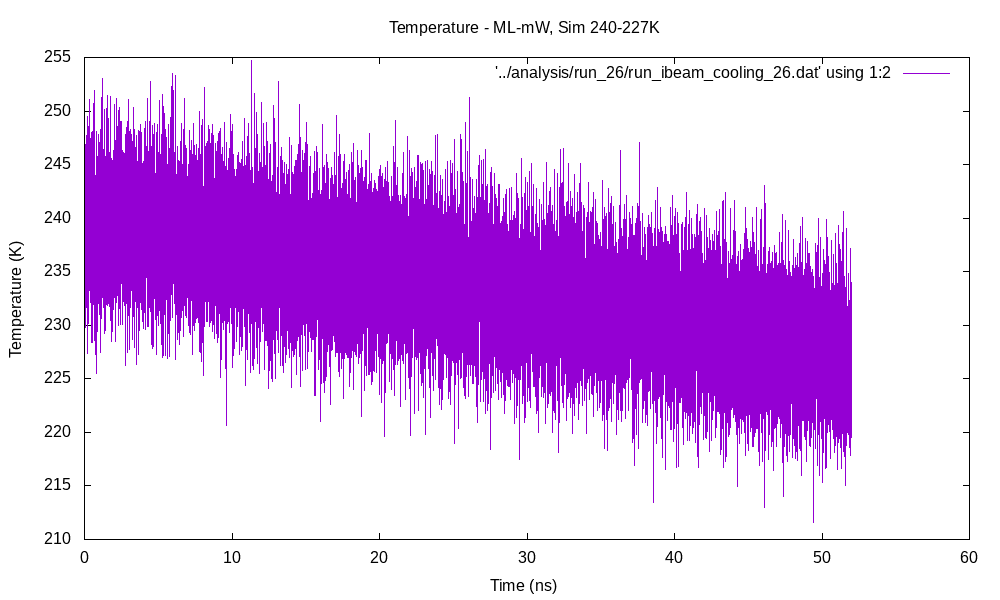 Temperature - ML-mW, Sim 240-227K
'../analysis/run_26/run_ibeam_cooling_26.dat' using 1:2
255
250
245
240
235
230
225
220
215
210
Temperature (K)
0 10 20 30 40 50 60
Time (ns)